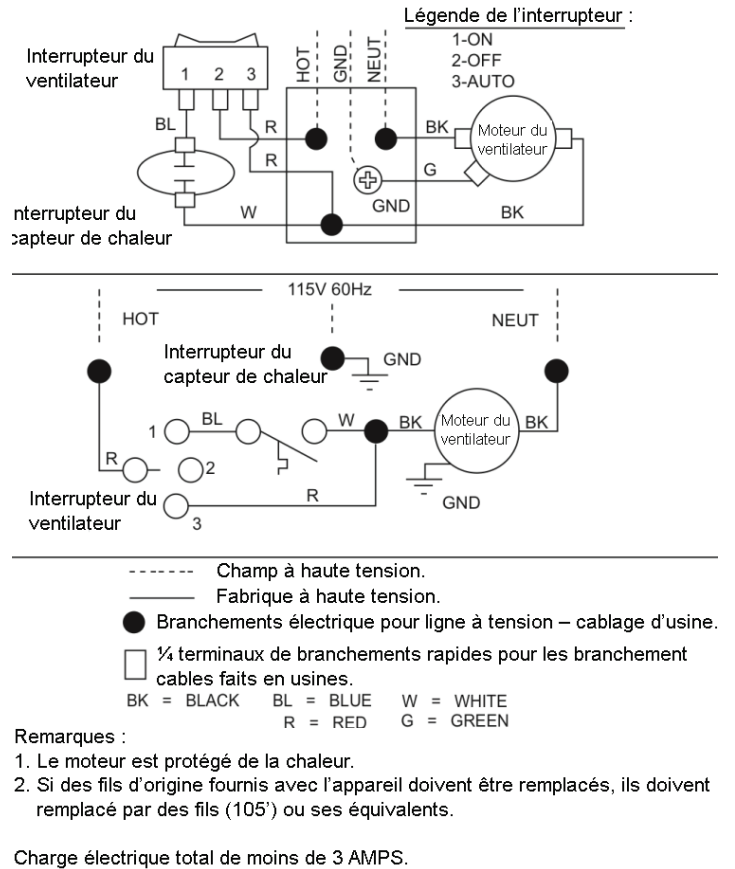 Légende de l'interrupteur :
1-ON
2-OFF
3-AUTO
Interrupteur du
ventilateur
1 2 3
HOT
GND
NEUT
BL
R
R
BK
Moteur du
ventilateur
G
GND
W
BK
nterrupteur du
capteur de chaleur
115V 60Hz
HOT
NEUT
Interrupteur du
capteur de chaleur
GND
1
BL
W
BK
Moteur du
ventilateur
BK
R
2
Interrupteur du
ventilateur
3
R
GND
Champ à haute tension.
Fabrique à haute tension.
Branchements électrique pour ligne à tension – cablage d'usine.
¼ terminaux de branchements rapides pour les branchement
cables faits en usines.
BK = BLACK BL = BLUE W = WHITE
R = RED G = GREEN
Remarques :
1. Le moteur est protégé de la chaleur.
2. Si des fils d'origine fournis avec l'appareil doivent être remplacés, ils doivent
remplacé par des fils (105') ou ses équivalents.
Charge électrique total de moins de 3 AMPS.